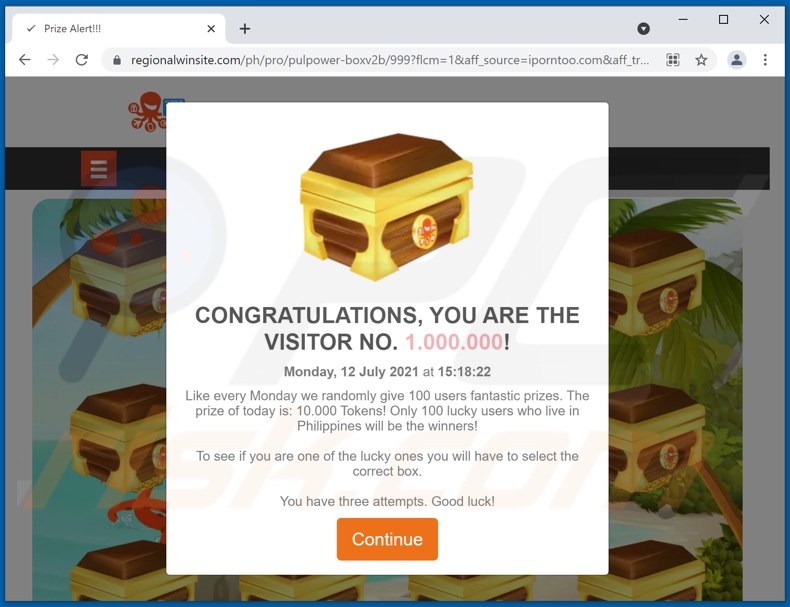 Prize Alert!!!
regionalwinsite.com/ph/pro/pulpower-boxv2b/999?flcm=1&aff_source=iporntoo.com&aff_tr...
CONGRATULATIONS, YOU ARE THE
VISITOR NO. 1.000.000!
Monday, 12 July 2021 at 15:18:22
Like every Monday we randomly give 100 users fantastic prizes. The
prize of today is: 10.000 Tokens! Only 100 lucky users who live in
Philippines will be the winners!
To see if you are one of the lucky ones you will have to select the
correct box.
You have three attempts. Good luck!
Continue
PC
risk.com